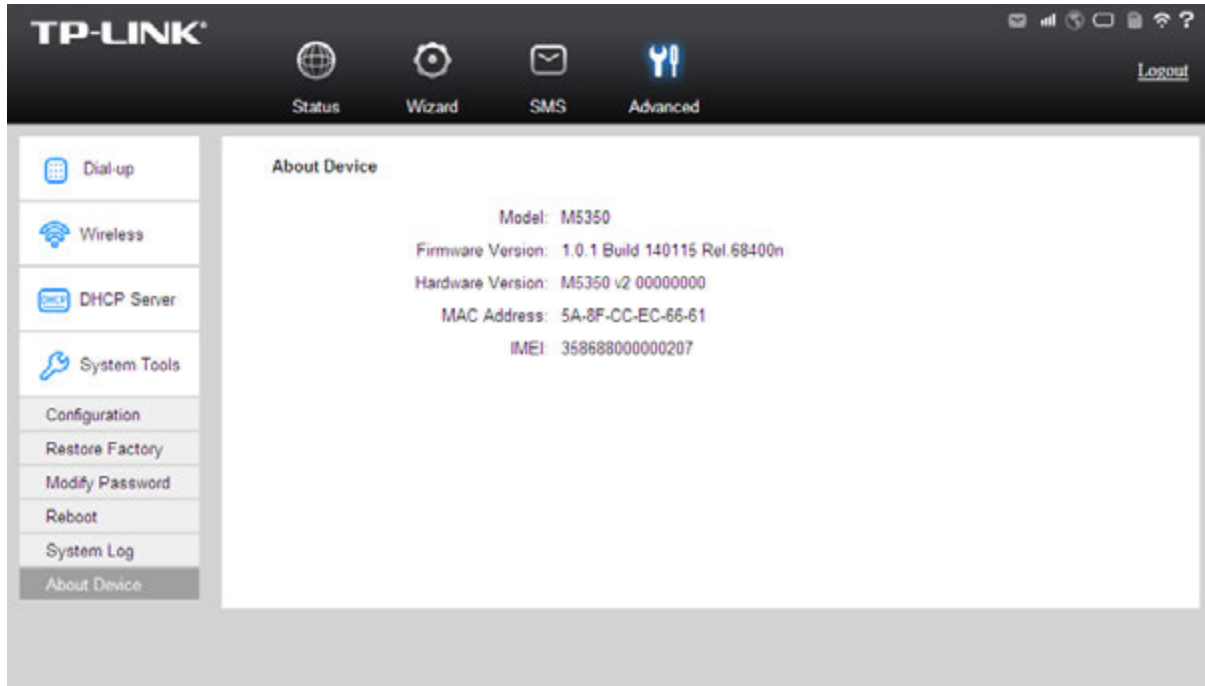 TP-LINK
?
Logout
Status Wizard SMS Advanced
Dial-up
Wireless
DHCP DHCP Server
System Tools
Configuration
Restore Factory
Modify Password
Reboot
System Log
About Device
About Device
Model: M5350
Firmware Version: 1.0.1 Build 140115 Rel.68400n
Hardware Version: M5350 v2 00000000
MAC Address: 5A-8F-CC-EC-66-61
IMEI: 358688000000207